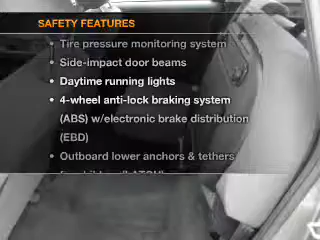 SAFETY FEATURES
• Tire pressure monitoring system
• Side-impact door beams
• Daytime running lights
• 4-wheel anti-lock braking system
(ABS) w/electronic brake distribution
(EBD)
• Outboard lower anchors & tethers